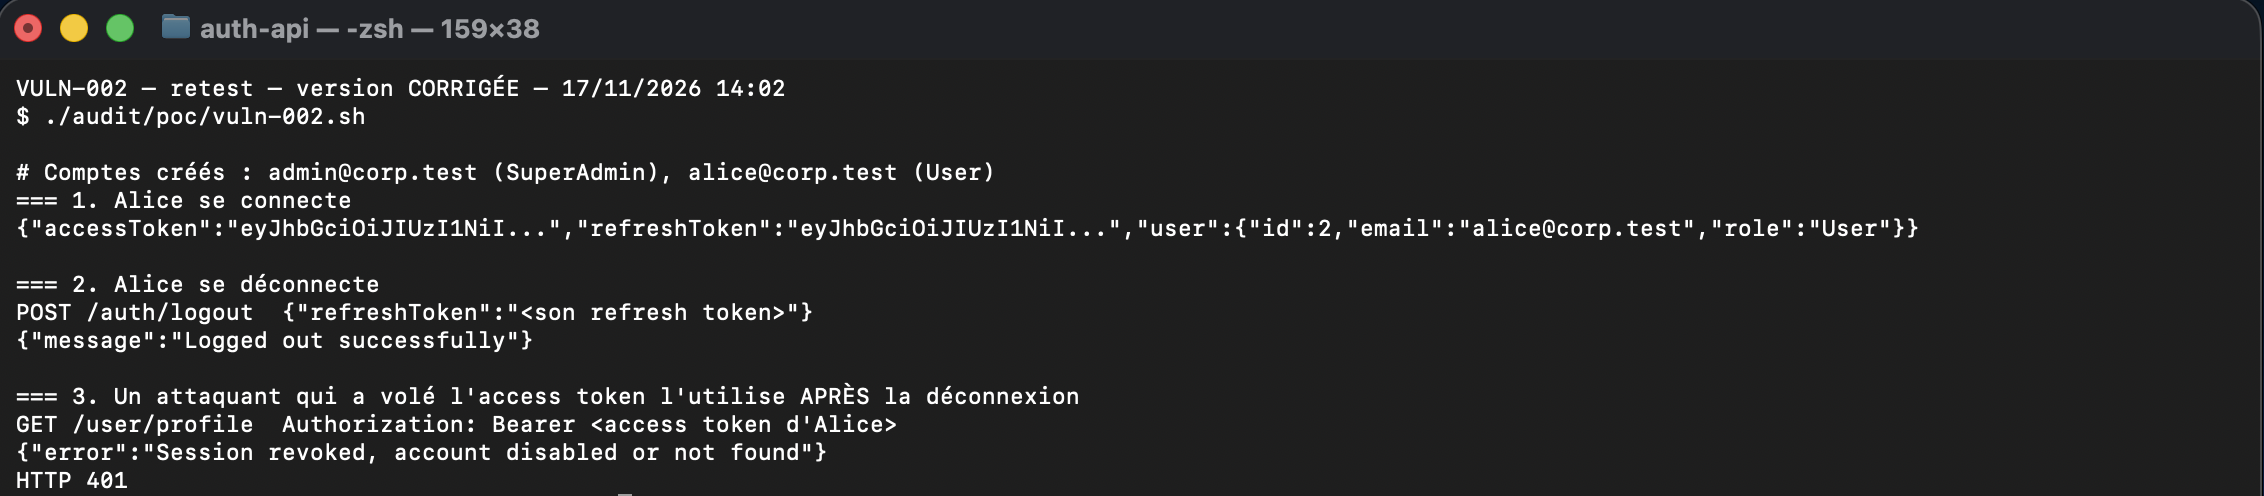 auth-api — -zsh — 159×38
VULN-002 — retest — version CORRIGÉE — 17/11/2026 14:02
$ ./audit/poc/vuln-002.sh
# Comptes créés : admin@corp.test (SuperAdmin), alice@corp.test (User)
=== 1. Alice se connecte
{"accessToken":"eyJhbGciOiJIUzI1NiI...","refreshToken":"eyJhbGciOiJIUzI1NiI...","user":{"id":2,"email":"alice@corp.test","role":"User"}}
=== 2. Alice se déconnecte
POST /auth/logout  {"refreshToken":"<son refresh token>"}
{"message":"Logged out successfully"}
=== 3. Un attaquant qui a volé l'access token l'utilise APRÈS la déconnexion
GET /user/profile  Authorization: Bearer <access token d'Alice>
{"error":"Session revoked, account disabled or not found"}
HTTP 401